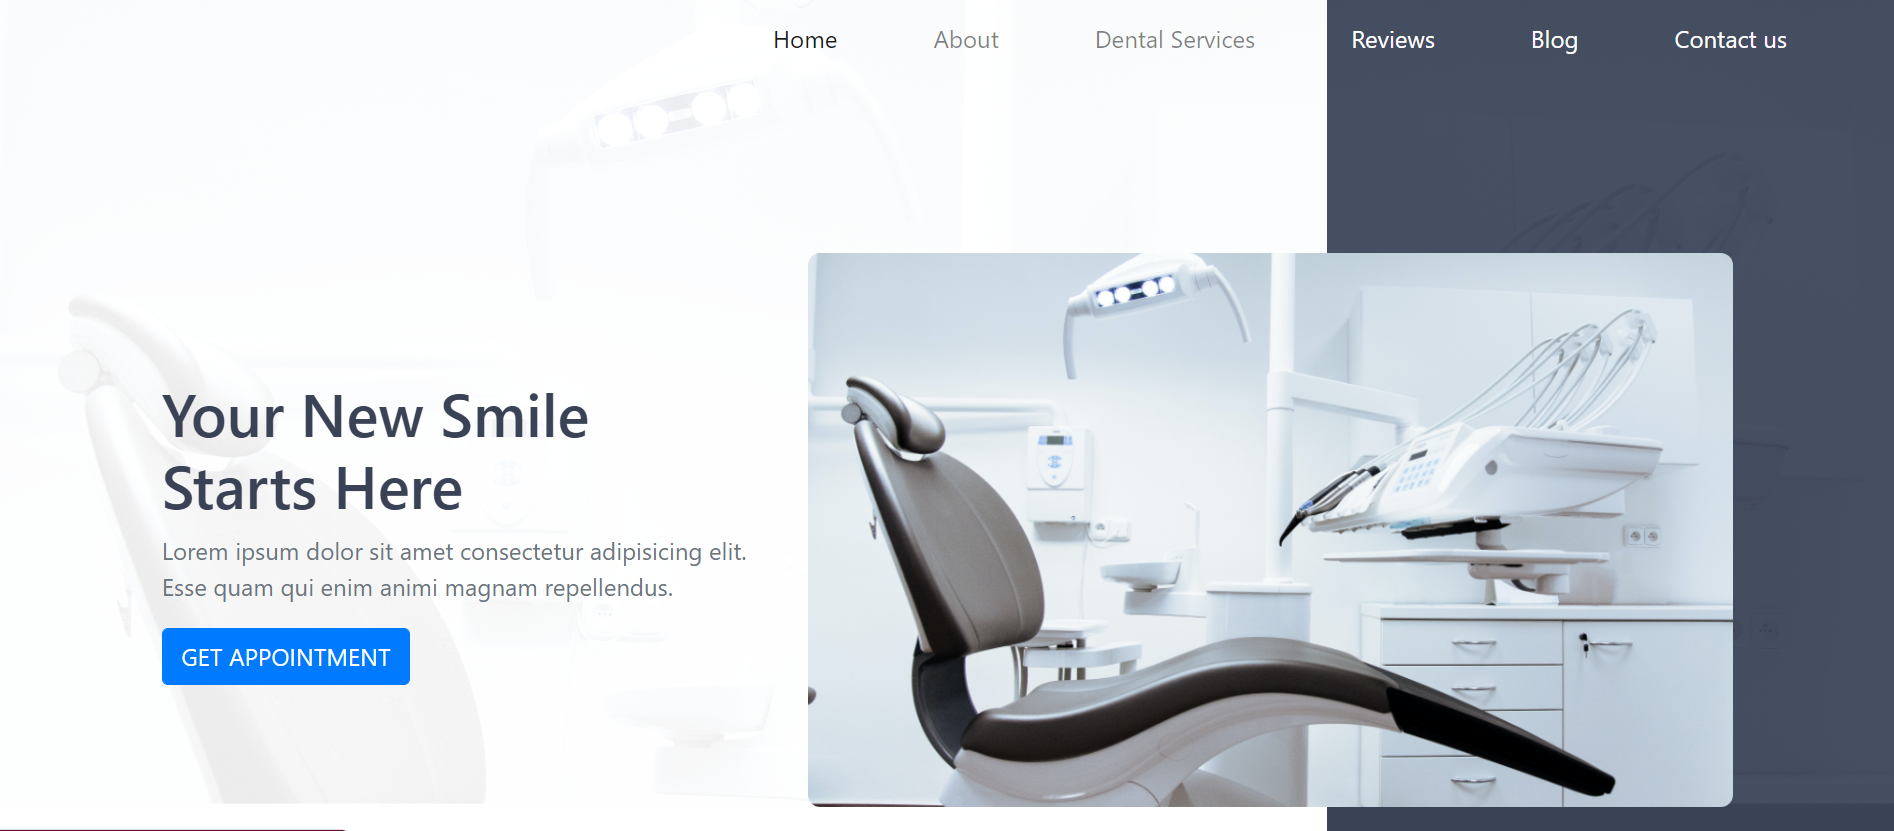 Home About Dental Services Reviews Blog Contact us
Your New Smile
Starts Here
Lorem ipsum dolor sit amet consectetur adipisicing elit.
Esse quam qui enim animi magnam repellendus.
GET APPOINTMENT